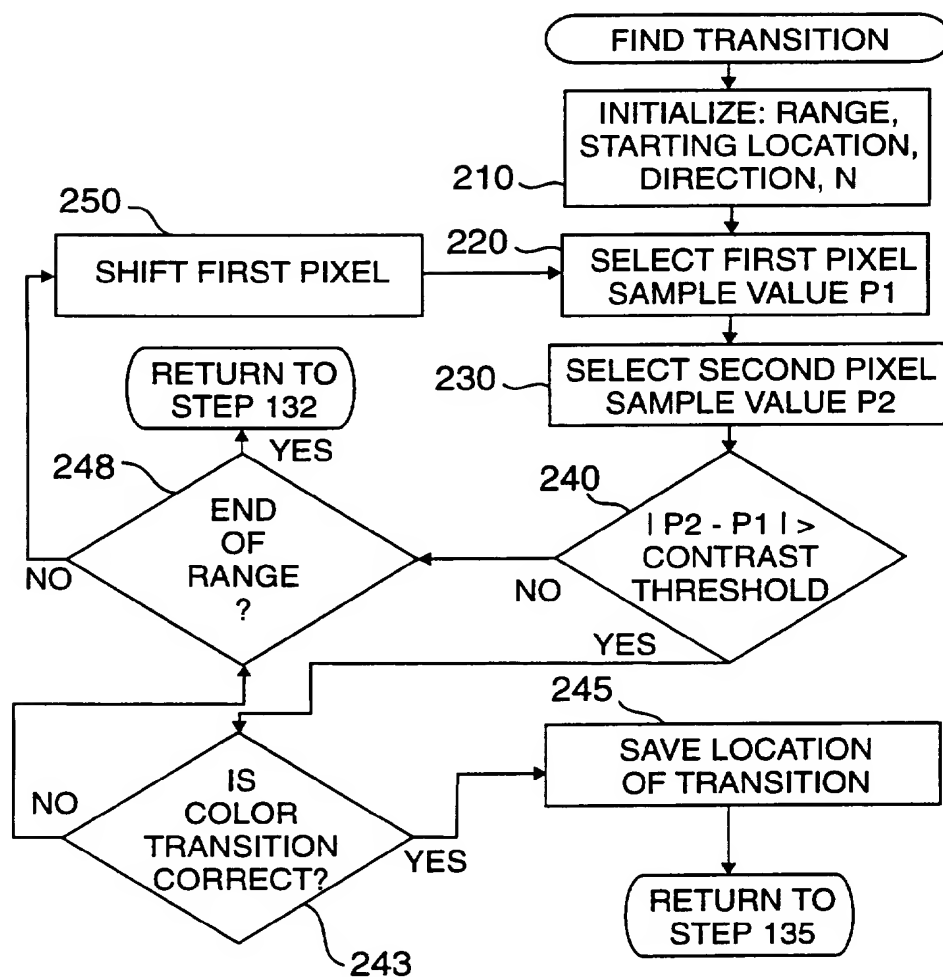 FIND TRANSITION
INITIALIZE: RANGE,
STARTING LOCATION,
DIRECTION, N
210
250
SHIFT FIRST PIXEL
220
SELECT FIRST PIXEL
SAMPLE VALUE P1
230
SELECT SECOND PIXEL
SAMPLE VALUE P2
RETURN TO
STEP 132
YES
248
END
OF
RANGE
?
NO
240
| P2 - P1 | >
CONTRAST
THRESHOLD
NO
YES
IS
COLOR
TRANSITION
CORRECT?
NO
YES
243
245
SAVE LOCATION
OF TRANSITION
RETURN TO
STEP 135